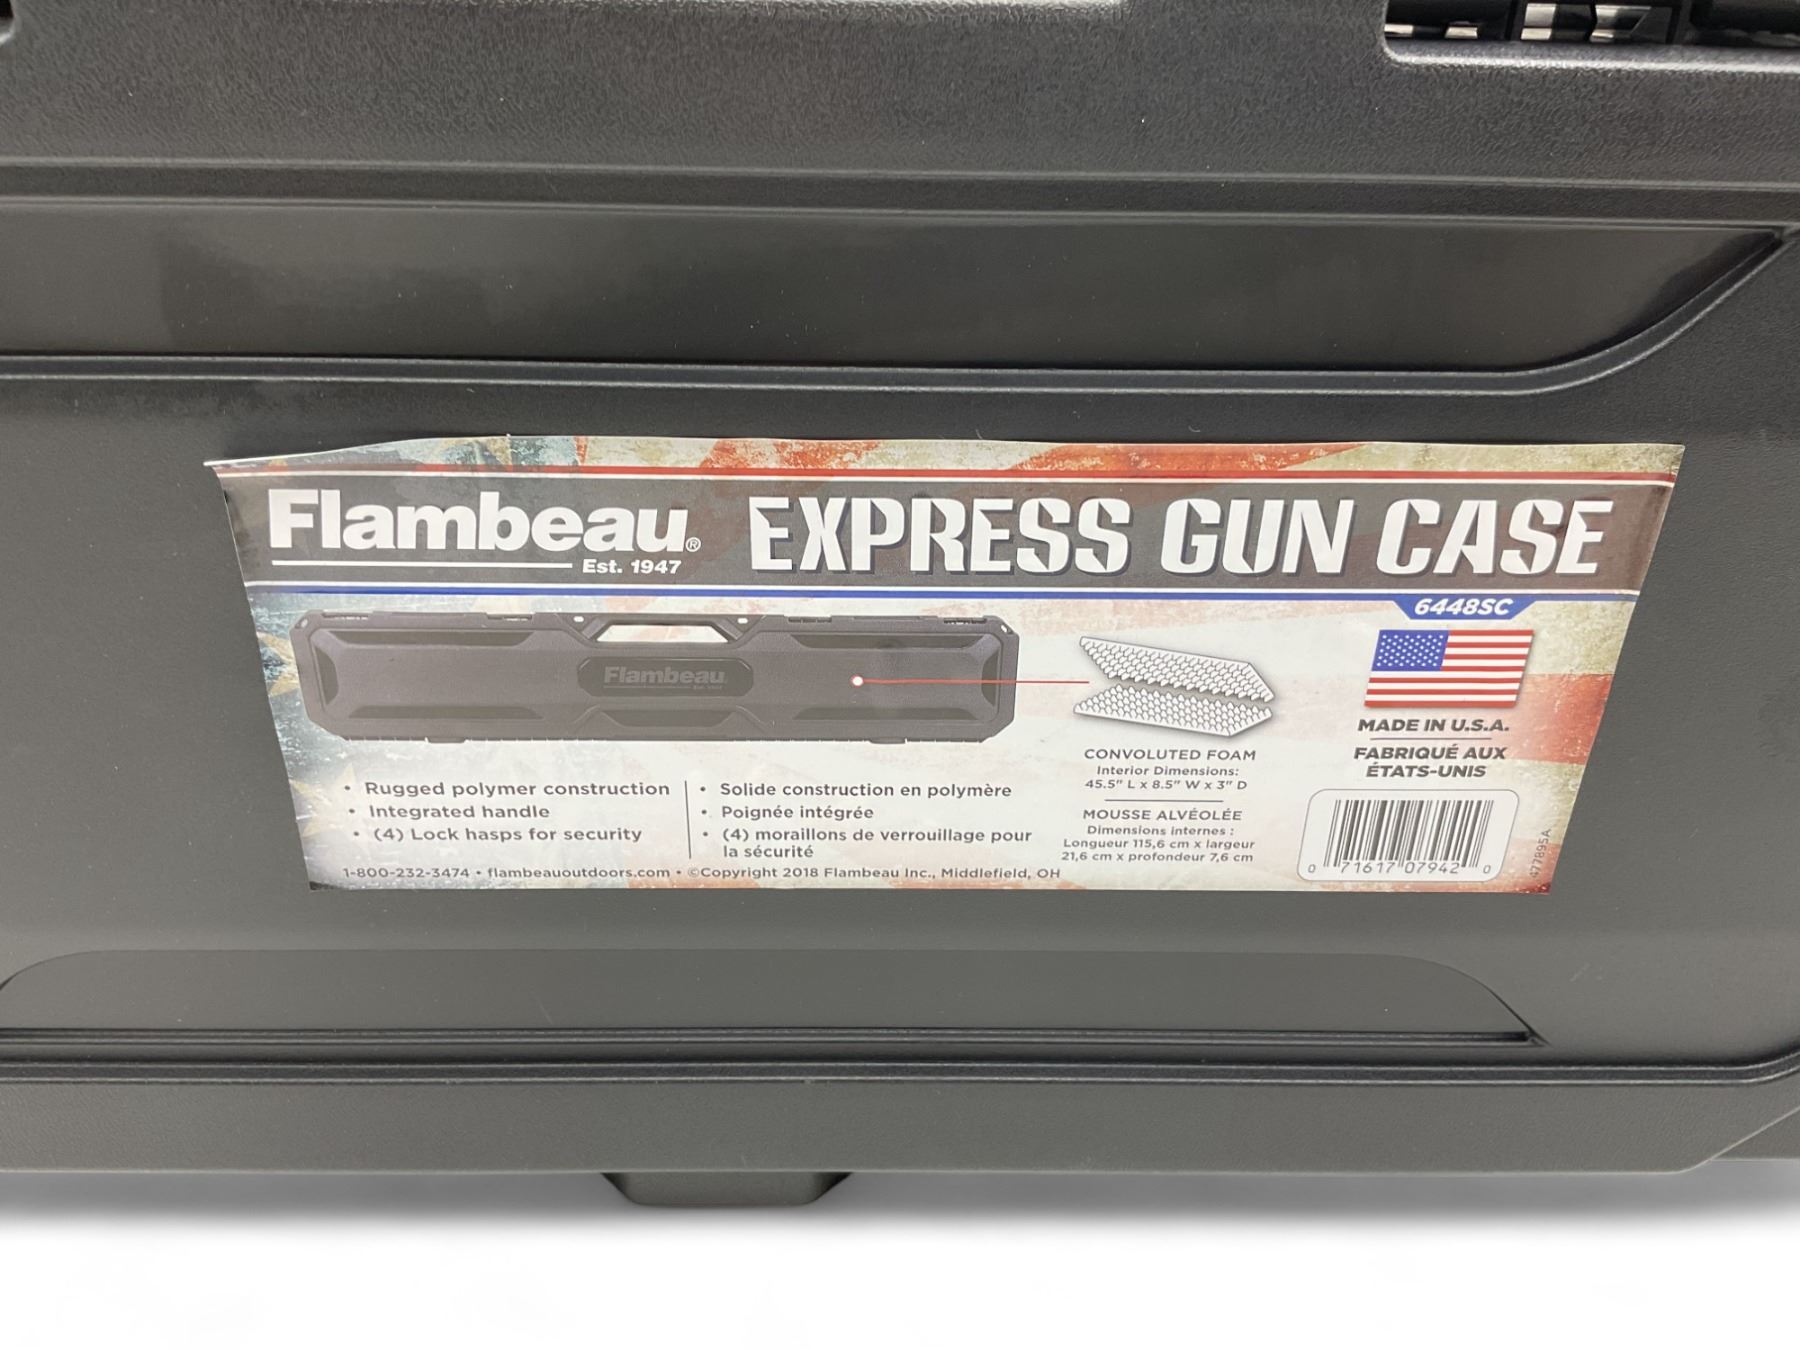 Flambeau®
Est. 1947
EXPRESS GUN CASE
6448SC
Flambeau
Est. 1947
CONVOLUTED FOAM
Interior Dimensions:
45.5" L x 8.5" W x 3" D
MOUSSE ALVÉOLÉE
Dimensions internes :
Longueur 115,6 cm x largeur
21,6 cm x profondeur 7,6 cm
MADE IN U.S.A.
FABRIQUÉ AUX
ÉTATS-UNIS
• Rugged polymer construction
• Integrated handle
• (4) Lock hasps for security
• Solide construction en polymère
• Poignée intégrée
• (4) moraillons de verrouillage pour
la sécurité
1-800-232-3474 • flambeauoutdoors.com • ©Copyright 2018 Flambeau Inc., Middlefield, OH
0 71617 07942 0
477895A